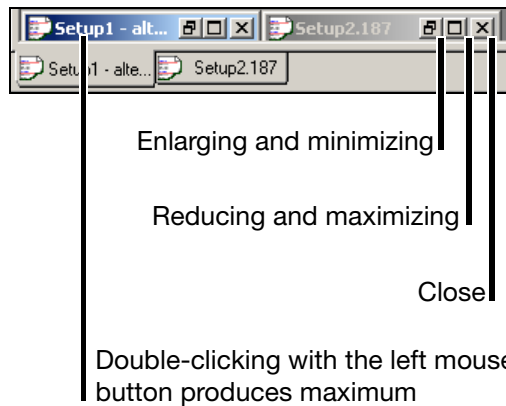 Setup1 - alt... Setup2.187
Setup1 - alte... Setup2.187
Enlarging and minimizing
Reducing and maximizing
Close
Double-clicking with the left mouse
button produces maximum